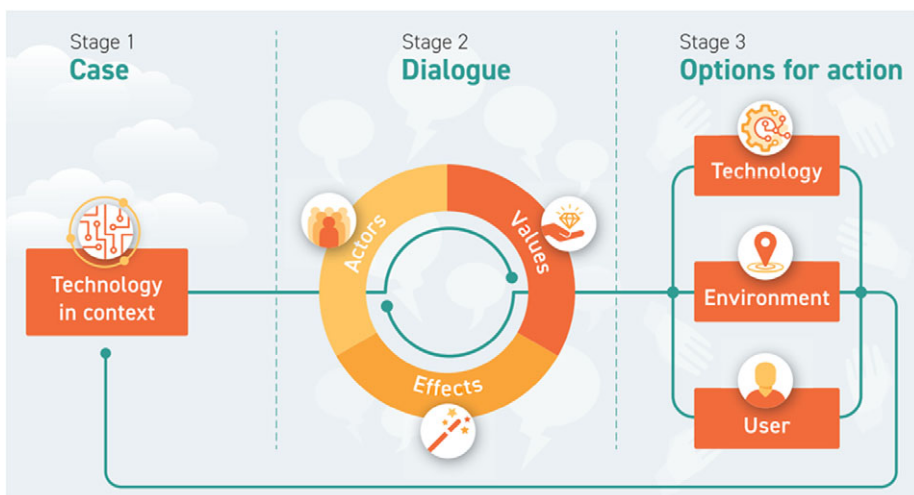 Stage 1
Case
Stage 2
Dialogue
Stage 3
Options for action
Technology
in context
Actors
Values
Effects
Technology
Environment
User